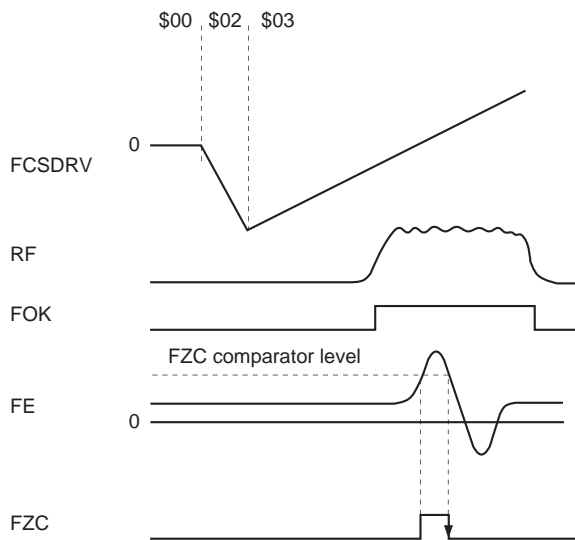 $00 $02 $03
0
FCSDRV
RF
FOK
FZC comparator level
FE
0
FZC